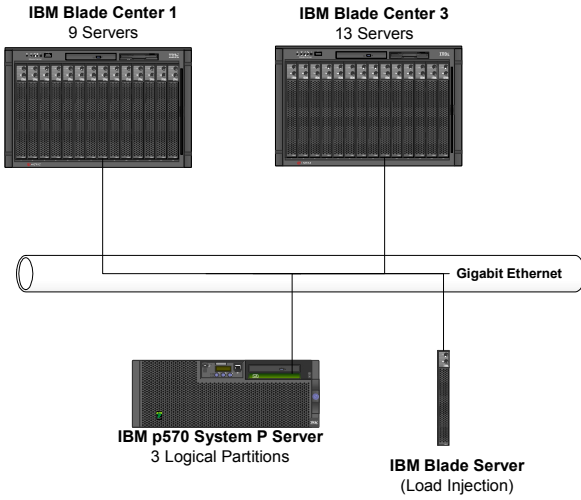 IBM Blade Center 1
9 Servers
IBM Blade Center 3
13 Servers
Gigabit Ethernet
IBM p570 System P Server
3 Logical Partitions
IBM Blade Server
(Load Injection)